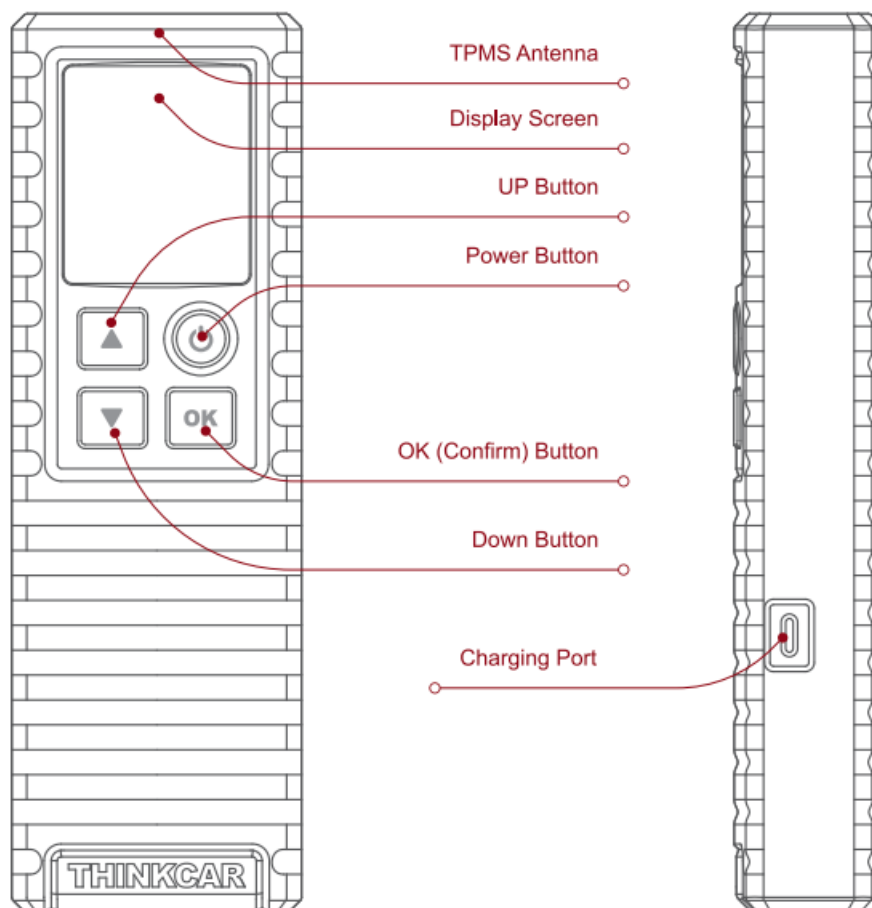 TPMS Antenna
Display Screen
UP Button
Power Button
OK
OK (Confirm) Button
Down Button
Charging Port
THINKCAR